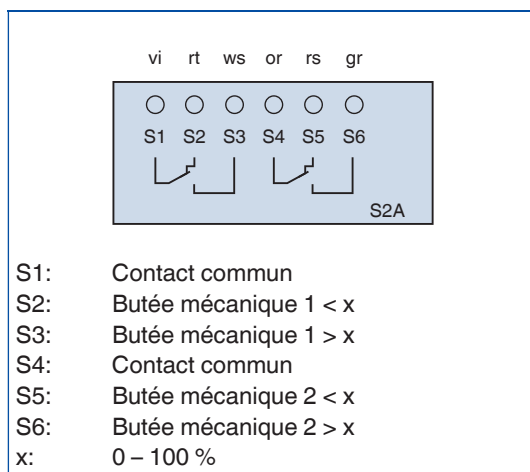 vi rt ws or rs gr
S1 S2 S3 S4 S5 S6
S2A
S1: Contact commun
S2: Butée mécanique 1 < x
S3: Butée mécanique 1 > x
S4: Contact commun
S5: Butée mécanique 2 < x
S6: Butée mécanique 2 > x
x: 0 – 100 %